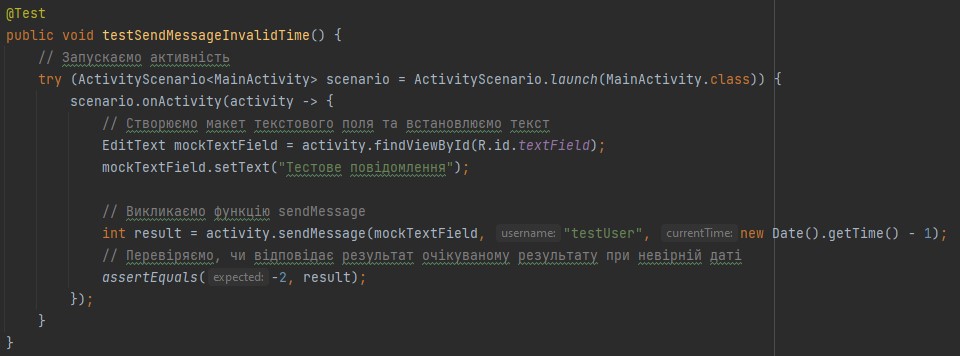 @Test
public void testSendMessageInvalidTime() {
// Запускаємо активність
try (ActivityScenario<MainActivity> scenario = ActivityScenario.launch(MainActivity.class)) {
scenario.onActivity(activity -> {
// Створюємо макет текстового поля та встановлюємо текст
EditText mockTextField = activity.findViewById(R.id.textField);
mockTextField.setText("Тестове повідомлення");
// Викликаємо функцію sendMessage
int result = activity.sendMessage(mockTextField, username: "testUser", currentTime: new Date().getTime() - 1);
// Перевіряємо, чи відповідає результат очікуваному результату при невірній даті
assertEquals( expected: -2, result);
});
}
}